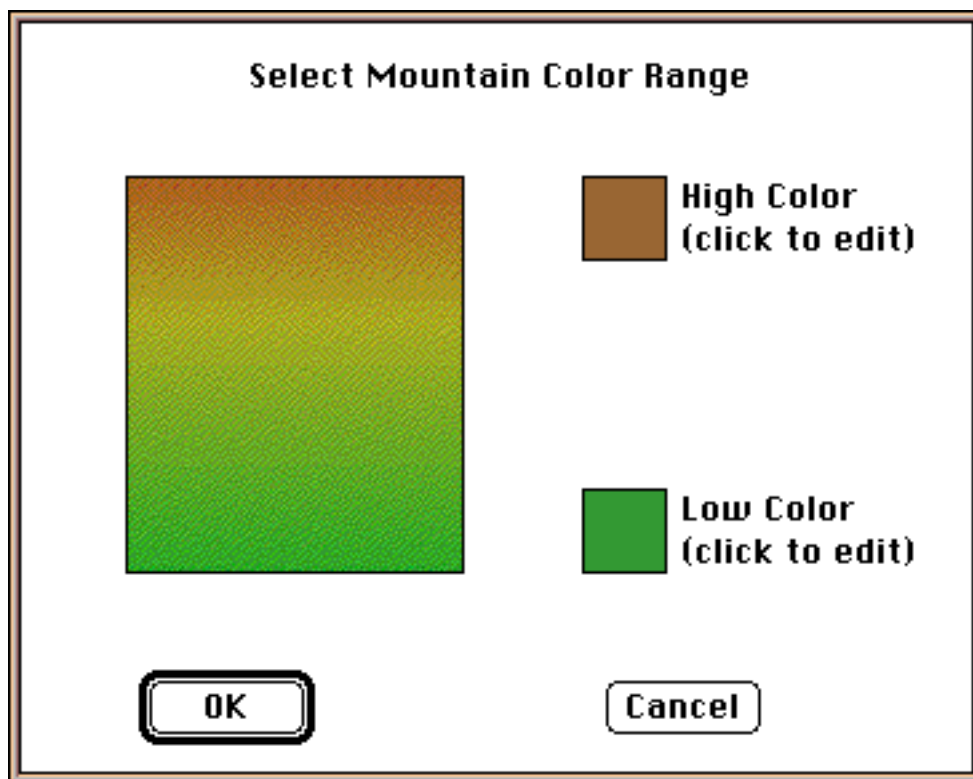 Select Mountain Color Range
High Color
(click to edit)
Low Color
(click to edit)
OK
Cancel